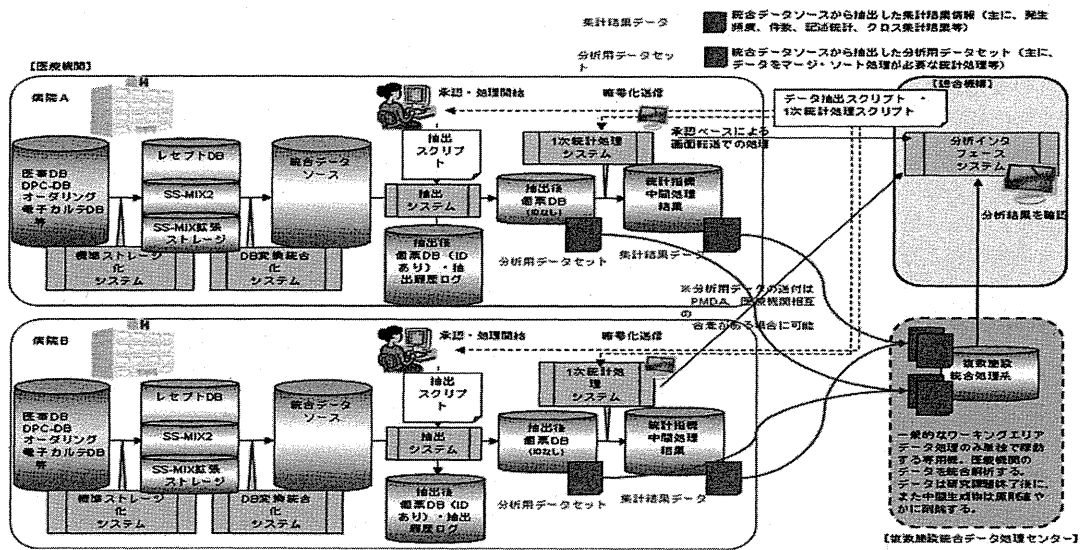 集計結果データ
統合データソースから抽出した集計結果情報（主に、発生
頻度、件数、記述統計、クロス集計結果等）
分析用データセッ
ト
統合データソースから抽出した分析用データセット（主に、
データをマージ・ソート処理が必要な統計処理等）
【医療機関】
病院A
H
承認・処理開始
暗号化送信
データ抽出スクリプト・
1次統計処理スクリプト
【総合機構】
抽出
スクリプ
ト
1次統計処理
システム
承認ベースによる
画面転送での処理
分析インタ
フェース
システム
分析結果を確認
医事DB
DPC-DB
オーダリング
電子カルテDB
等
レセプトDB
SS-MIX2
SS-MIX拡張
ストレージ
統合データ
ソース
抽出
システム
抽出後
個票DB
(IDなし)
統計指標
中間処理
結果
標準ストレージ
化システム
DB変換統合
化システム
抽出後
個票DB（ID
あり）・抽
出履歴ログ
分析用データセット
集計結果データ
※分析用データの送付は
PMDA、医療機関相互
の
合意がある場合に可能
病院B
H
承認・処理開始
暗号化送信
抽出
スクリプ
ト
1次統計処
理
システム
医事DB
DPC-DB
オーダリング
電子カルテDB
等
レセプトDB
SS-MIX2
SS-MIX拡張
ストレージ
統合データ
ソース
抽出
システム
抽出後
個票DB
(IDなし)
統計指標
中間処理
結果
標準ストレージ化
システム
DB変換統合化
システム
抽出後
個票DB（ID
あり）・抽出
履歴ログ
分析用データセット
集計結果データ
複数施設
統合処理系
一般的なワーキングエリア
データ処理のみ単独で稼動
する専用機。医療機関の
データを統合解析する。
データは研究課題終了後に、
また中間生成物は原則速や
かに削除する。
【複数施設統合データ処理センター】